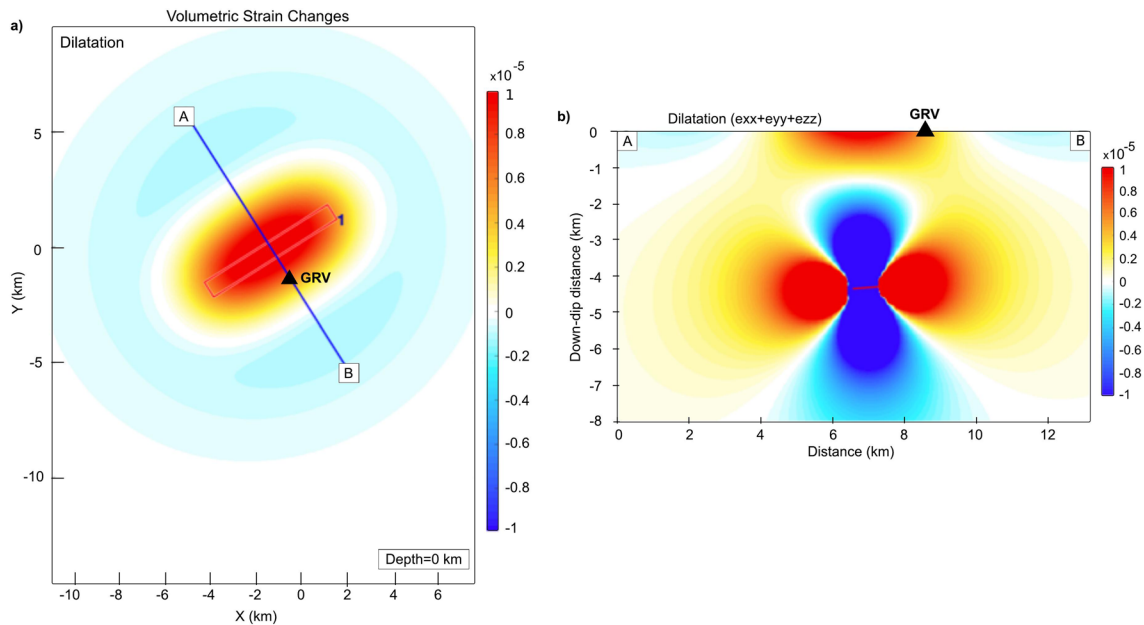 a)
Volumetric Strain Changes
Dilatation
A
1
GRV
B
Depth=0 km
5
0
-5
-10
Y (km)
-10 -8 -6 -4 -2 0 2 4 6
X (km)
x10-5
1
0.8
0.6
0.4
0.2
0
-0.2
-0.4
-0.6
-0.8
-1
b)
Dilatation (exx+eyy+ezz)
GRV
A
B
0
-1
-2
-3
-4
-5
-6
-7
-8
Down-dip distance (km)
0 2 4 6 8 10 12
Distance (km)
x10-5
1
0.8
0.6
0.4
0.2
0
-0.2
-0.4
-0.6
-0.8
-1